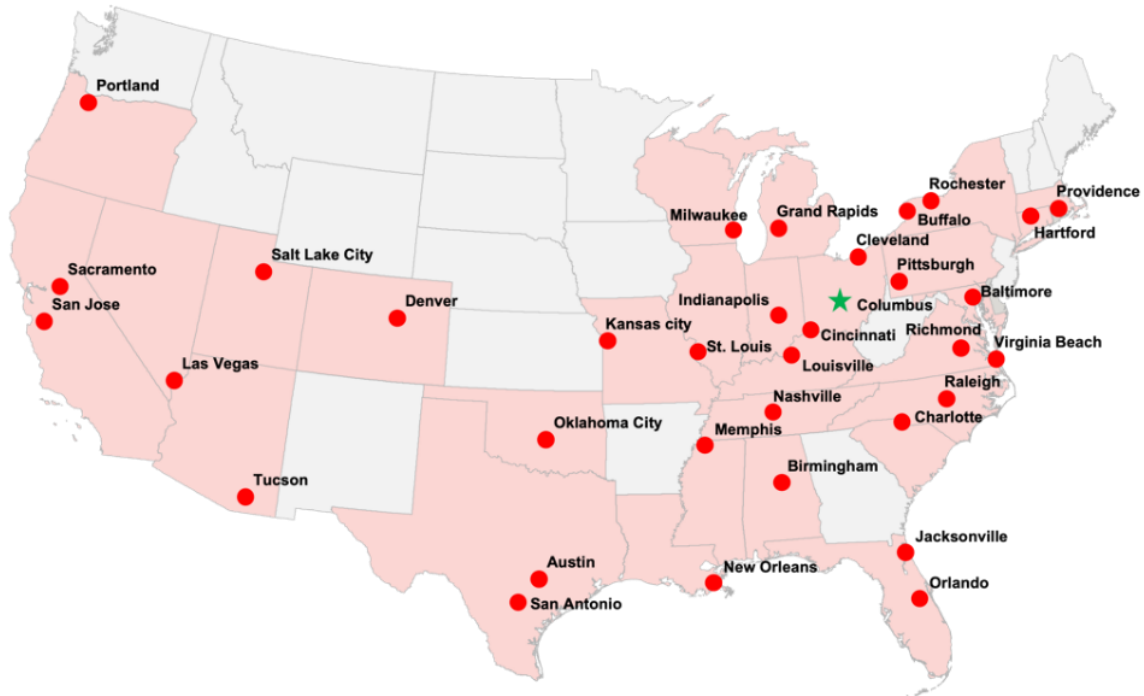 Portland
Rochester
Providence
Milwaukee
Grand Rapids
Buffalo
Hartford
Cleveland
Salt Lake City
Pittsburgh
Sacramento
Baltimore
San Jose
Denver
Indianapolis
Columbus
Kansas city
Cincinnati
Richmond
Virginia Beach
St. Louis
Las Vegas
Louisville
Raleigh
Nashville
Charlotte
Oklahoma City
Memphis
Birmingham
Tucson
Jacksonville
New Orleans
Austin
Orlando
San Antonio